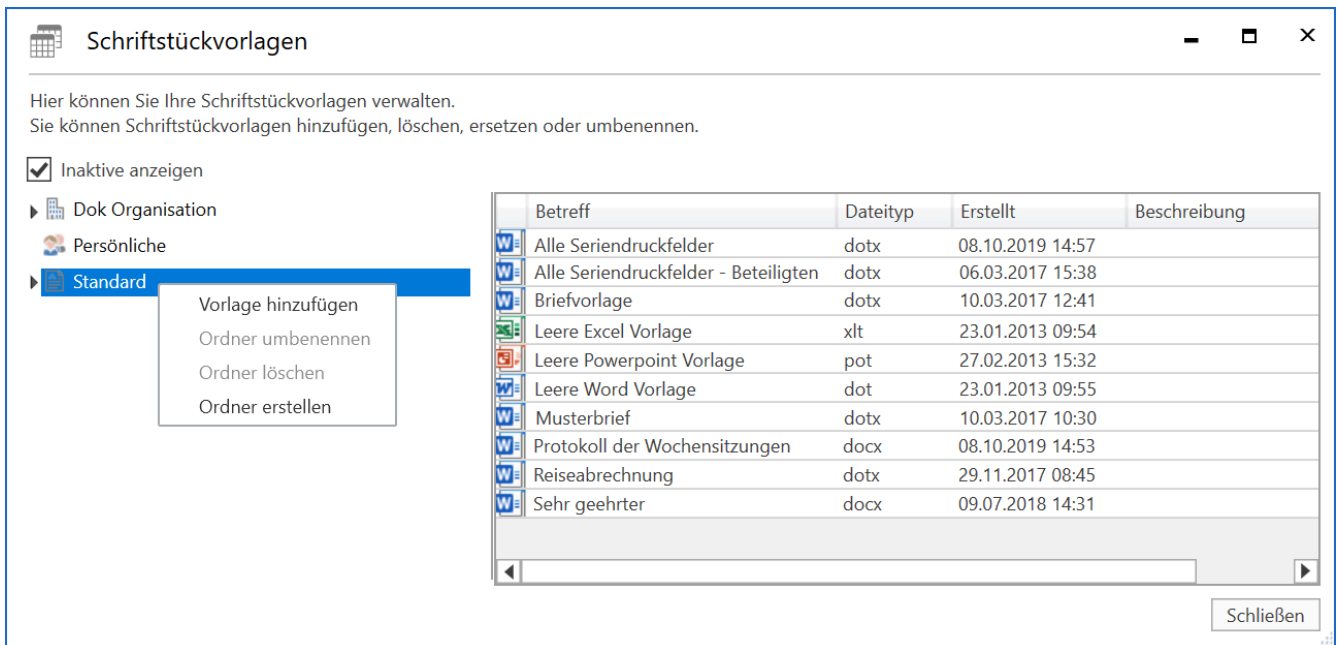 Schriftstückvorlagen
Hier können Sie Ihre Schriftstückvorlagen verwalten.
Sie können Schriftstückvorlagen hinzufügen, löschen, ersetzen oder umbenennen.
Inaktive anzeigen
Dok Organisation
Persönliche
Standard
Vorlage hinzufügen
Ordner umbenennen
Ordner löschen
Ordner erstellen
Betreff Dateityp Erstellt Beschreibung
Alle Seriendruckfelder dotx 08.10.2019 14:57
Alle Seriendruckfelder - Beteiligten dotx 06.03.2017 15:38
Briefvorlage dotx 10.03.2017 12:41
Leere Excel Vorlage xlt 23.01.2013 09:54
Leere Powerpoint Vorlage pot 27.02.2013 15:32
Leere Word Vorlage dot 23.01.2013 09:55
Musterbrief dotx 10.03.2017 10:30
Protokoll der Wochensitzungen docx 08.10.2019 14:53
Reiseabrechnung dotx 29.11.2017 08:45
Sehr geehrter docx 09.07.2018 14:31
Schließen